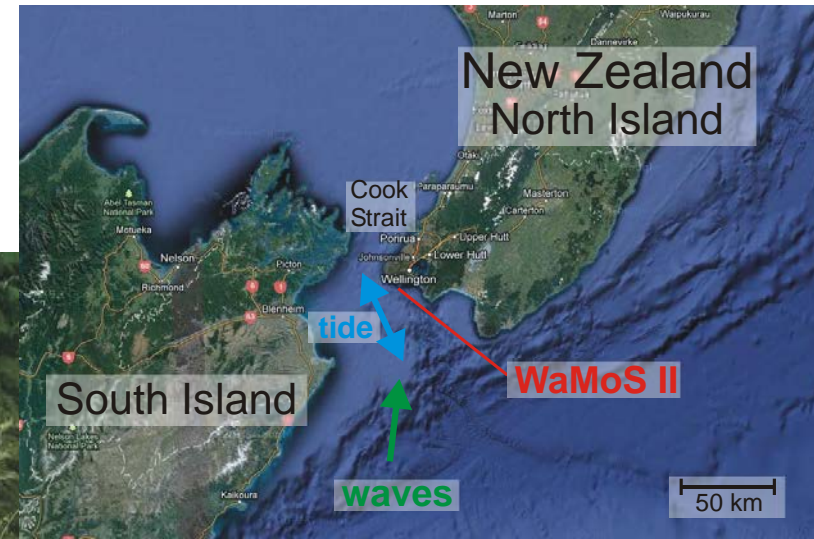 Marton
Waipukurau
Dannevirke
New Zealand
North Island
Otaki
Cook
Strait
Paraparaumu
Masterton
Carterton
Abel Tasman
National Park
Motueka
Porirua
Upper Hutt
Nelson
Johnsonville
Lower Hutt
Picton
Wellington
Richmond
Blenheim
tide
WaMoS II
South Island
Nelson Lakes
National Park
waves
Kaikoura
50 km